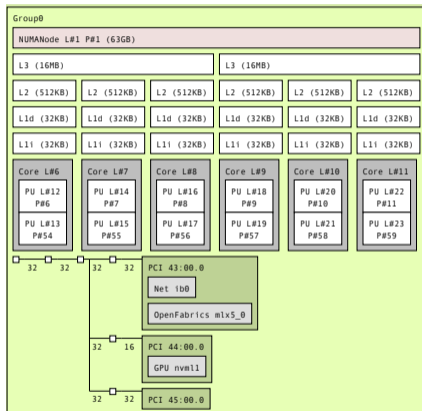 Group0
NUMANode L#1 P#1 (63GB)
L3 (16MB) L3 (16MB)
L2 (512KB) L2 (512KB) L2 (512KB) L2 (512KB) L2 (512KB) L2 (512KB)
L1d (32KB) L1d (32KB) L1d (32KB) L1d (32KB) L1d (32KB) L1d (32KB)
L1i (32KB) L1i (32KB) L1i (32KB) L1i (32KB) L1i (32KB) L1i (32KB)
Core L#6 Core L#7 Core L#8 Core L#9 Core L#10 Core L#11
PU L#12 PU L#14 PU L#16 PU L#18 PU L#20 PU L#22
P#6 P#7 P#8 P#9 P#10 P#11
PU L#13 PU L#15 PU L#17 PU L#19 PU L#21 PU L#23
P#54 P#55 P#56 P#57 P#58 P#59
32 32 32 32 PCI 43:00.0
Net ib0
OpenFabrics mlx5_0
32 16 PCI 44:00.0
GPU nvml1
32 32 PCI 45:00.0